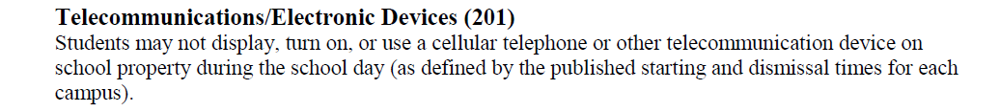 Telecommunications/Electronic Devices (201)
Students may not display, turn on, or use a cellular telephone or other telecommunication device on
school property during the school day (as defined by the published starting and dismissal times for each
campus).